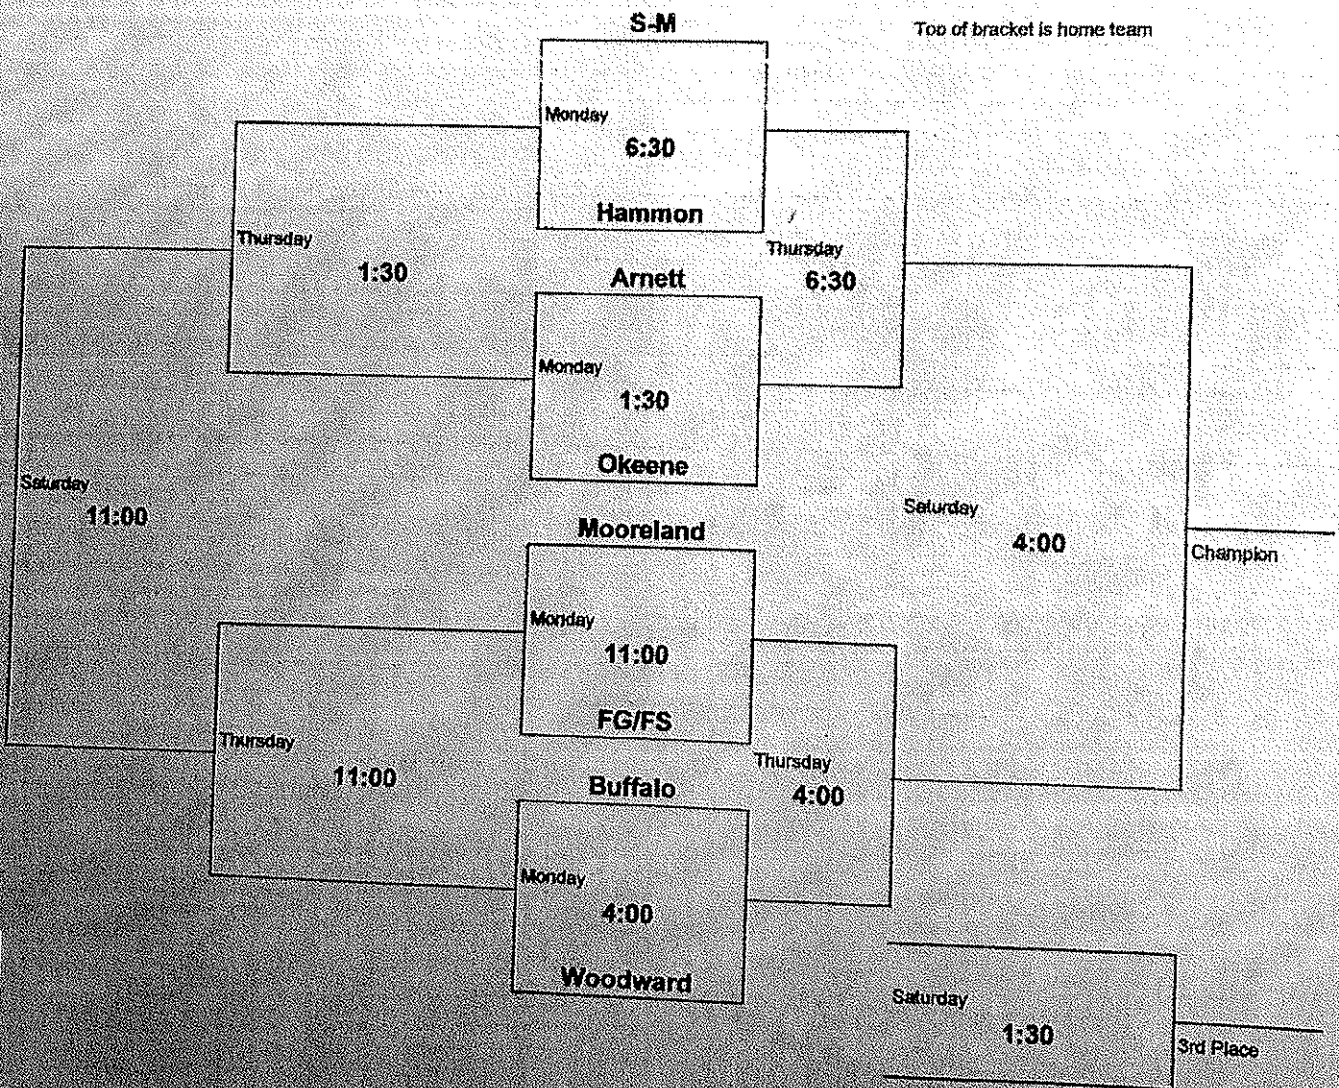 S-M
Top of bracket is home team
Monday
6:30
Hammon
Thursday
1:30
Thursday
6:30
Arnett
Monday
1:30
Okeene
Saturday
11:00
Saturday
4:00
Champion
Mooreland
Monday
11:00
FG/FS
Thursday
11:00
Thursday
4:00
Buffalo
Monday
4:00
Woodward
Saturday
1:30
3rd Place